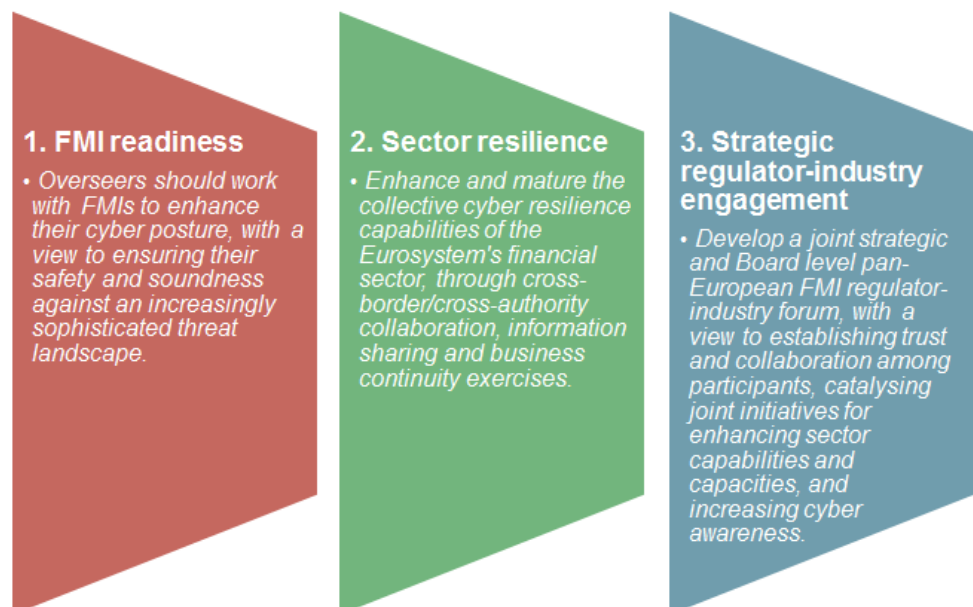 1. FMI readiness
• Overseers should work
with FMIs to enhance
their cyber posture, with a
view to ensuring their
safety and soundness
against an increasingly
sophisticated threat
landscape.
2. Sector resilience
• Enhance and mature the
collective cyber resilience
capabilities of the
Eurosystem's financial
sector, through cross-
border/cross-authority
collaboration, information
sharing and business
continuity exercises.
3. Strategic
regulator-industry
engagement
• Develop a joint strategic
and Board level pan-
European FMI regulator-
industry forum, with a
view to establishing trust
and collaboration among
participants, catalysing
joint initiatives for
enhancing sector
capabilities and
capacities, and
increasing cyber
awareness.